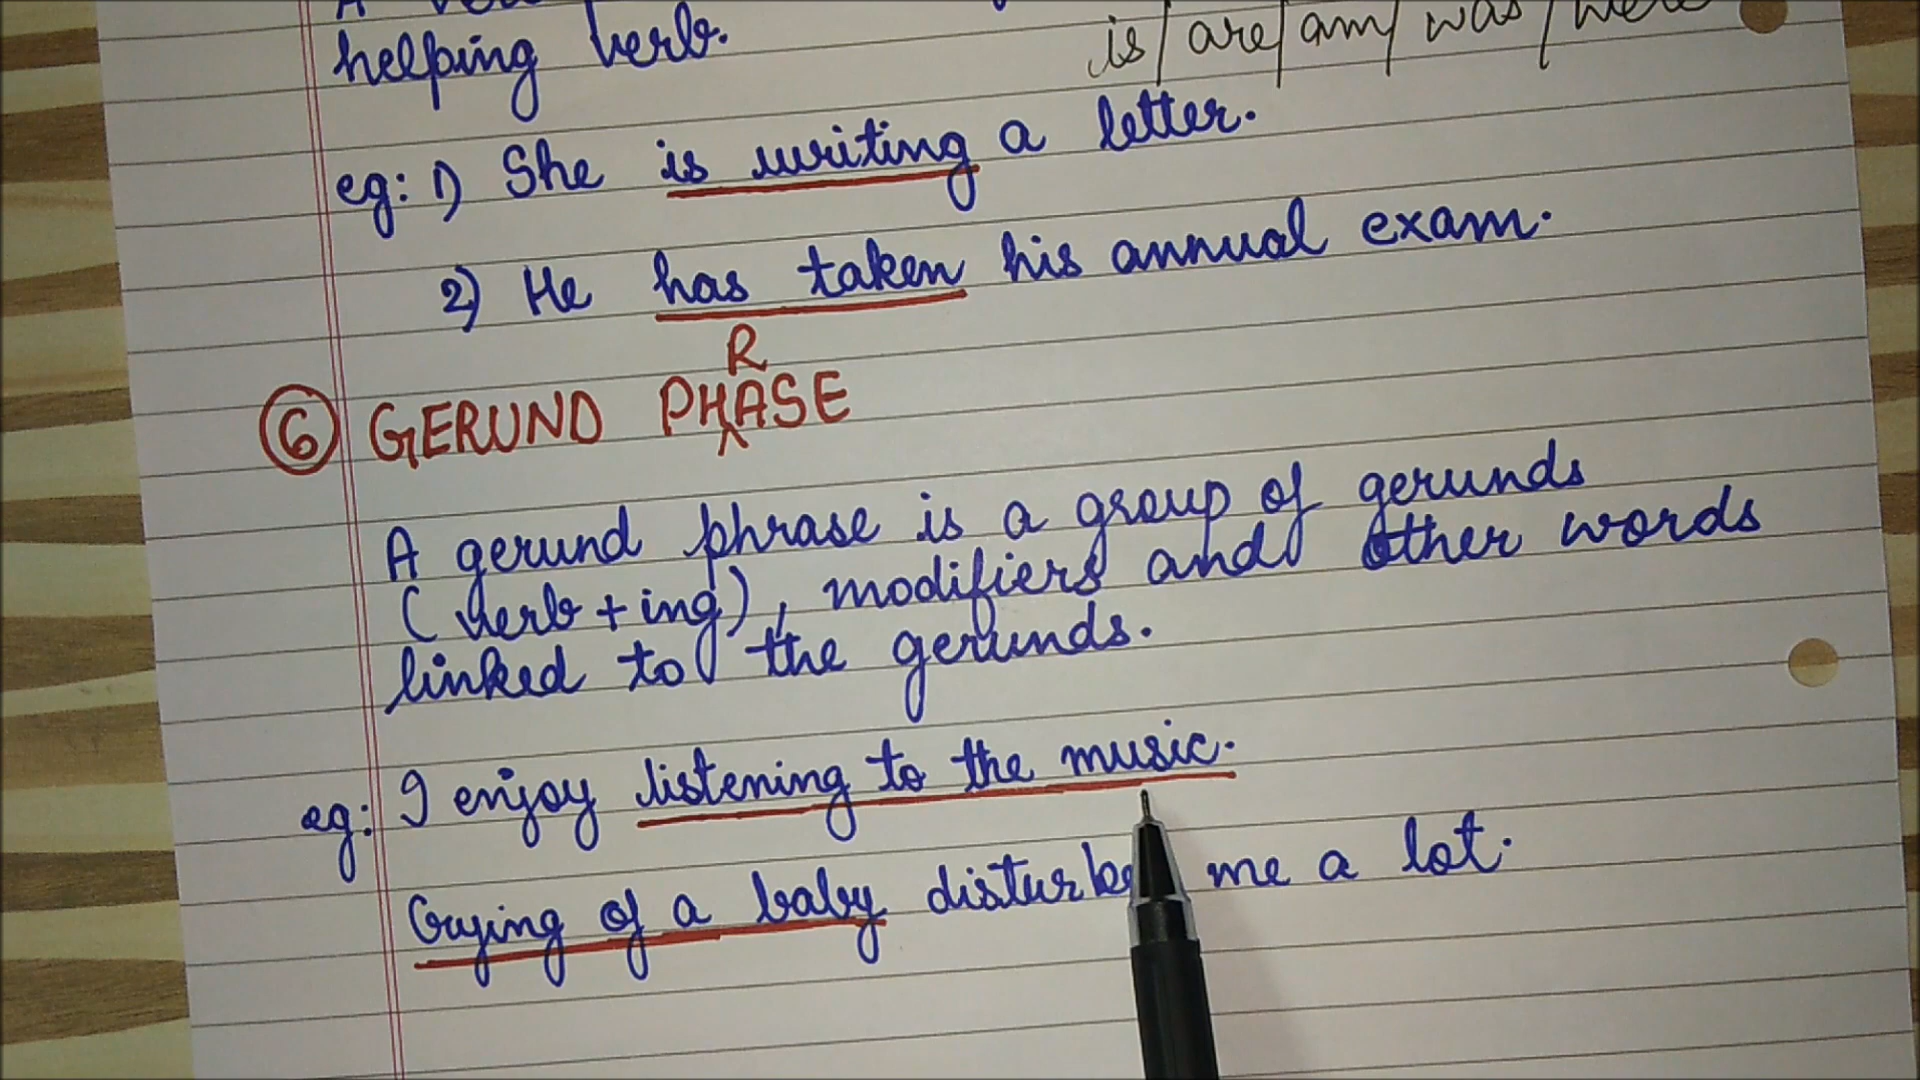 A
helping verb. is/are/am/was/were
eg: 1) She is writing a letter.
2) He has taken his annual exam.
6 GERUND PHRASE
A gerund phrase is a group of gerunds
(verb+ing), modifiers and other words
linked to the gerunds.
eg: I enjoy listening to the music.
Crying of a baby me a lot.